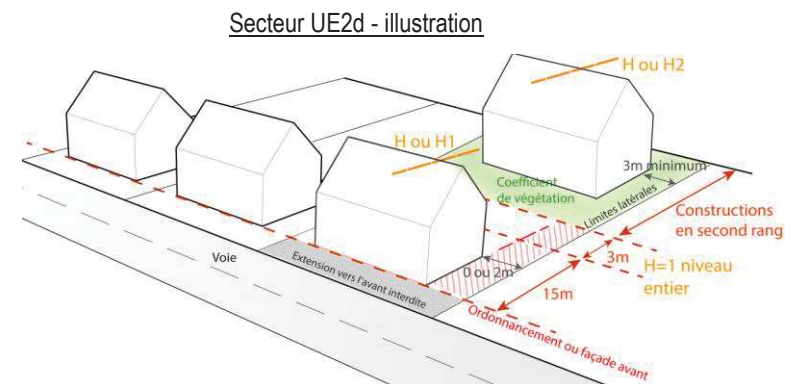 Secteur UE2d - illustration
H ou H2
H ou H1
3m minimum
Coefficient
de végétation
Limites latérales
Constructions
en second rang
Voie
Extension vers l'avant interdite
0 ou 2m
3m
H=1 niveau
entier
15m
Ordonnancement ou façade avant